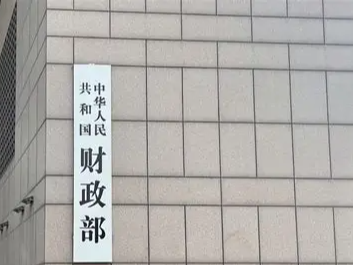 中华人民
共和国
财政部